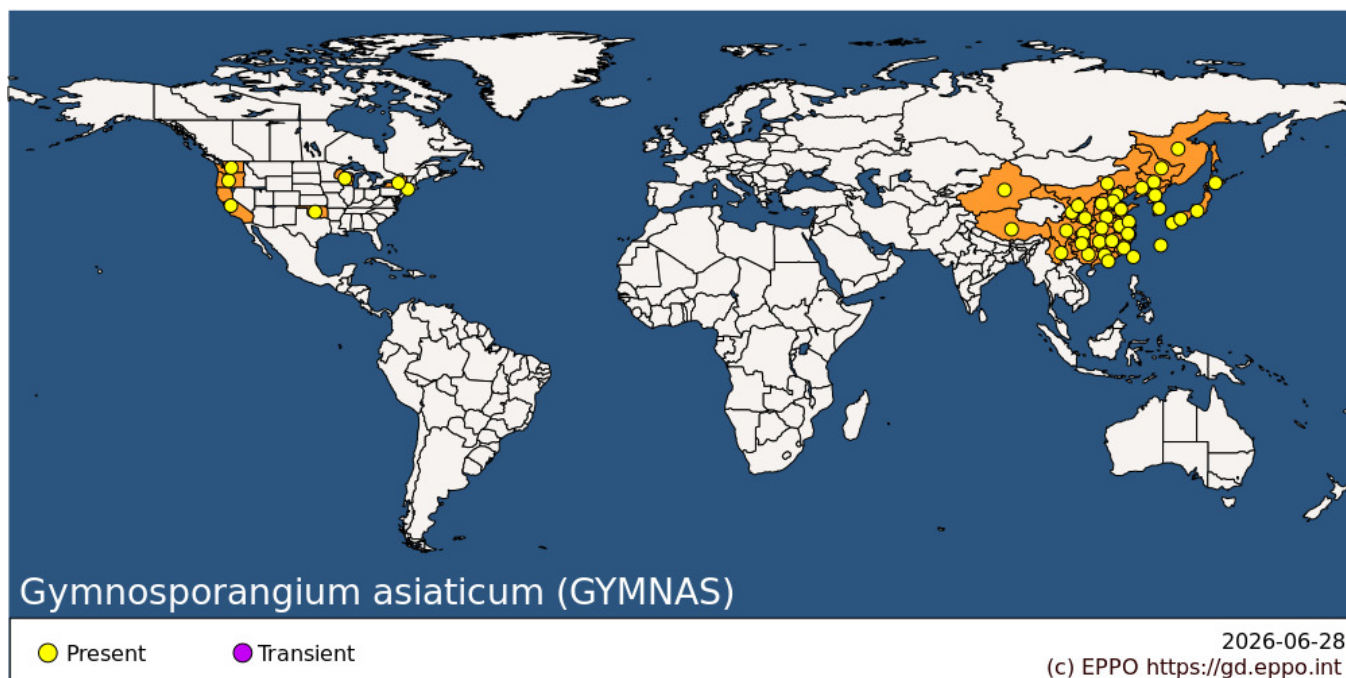 Gymnosporangium asiaticum (GYMNAS)
Present
Transient
2026-06-28
(c) EPPO https://gd.eppo.int